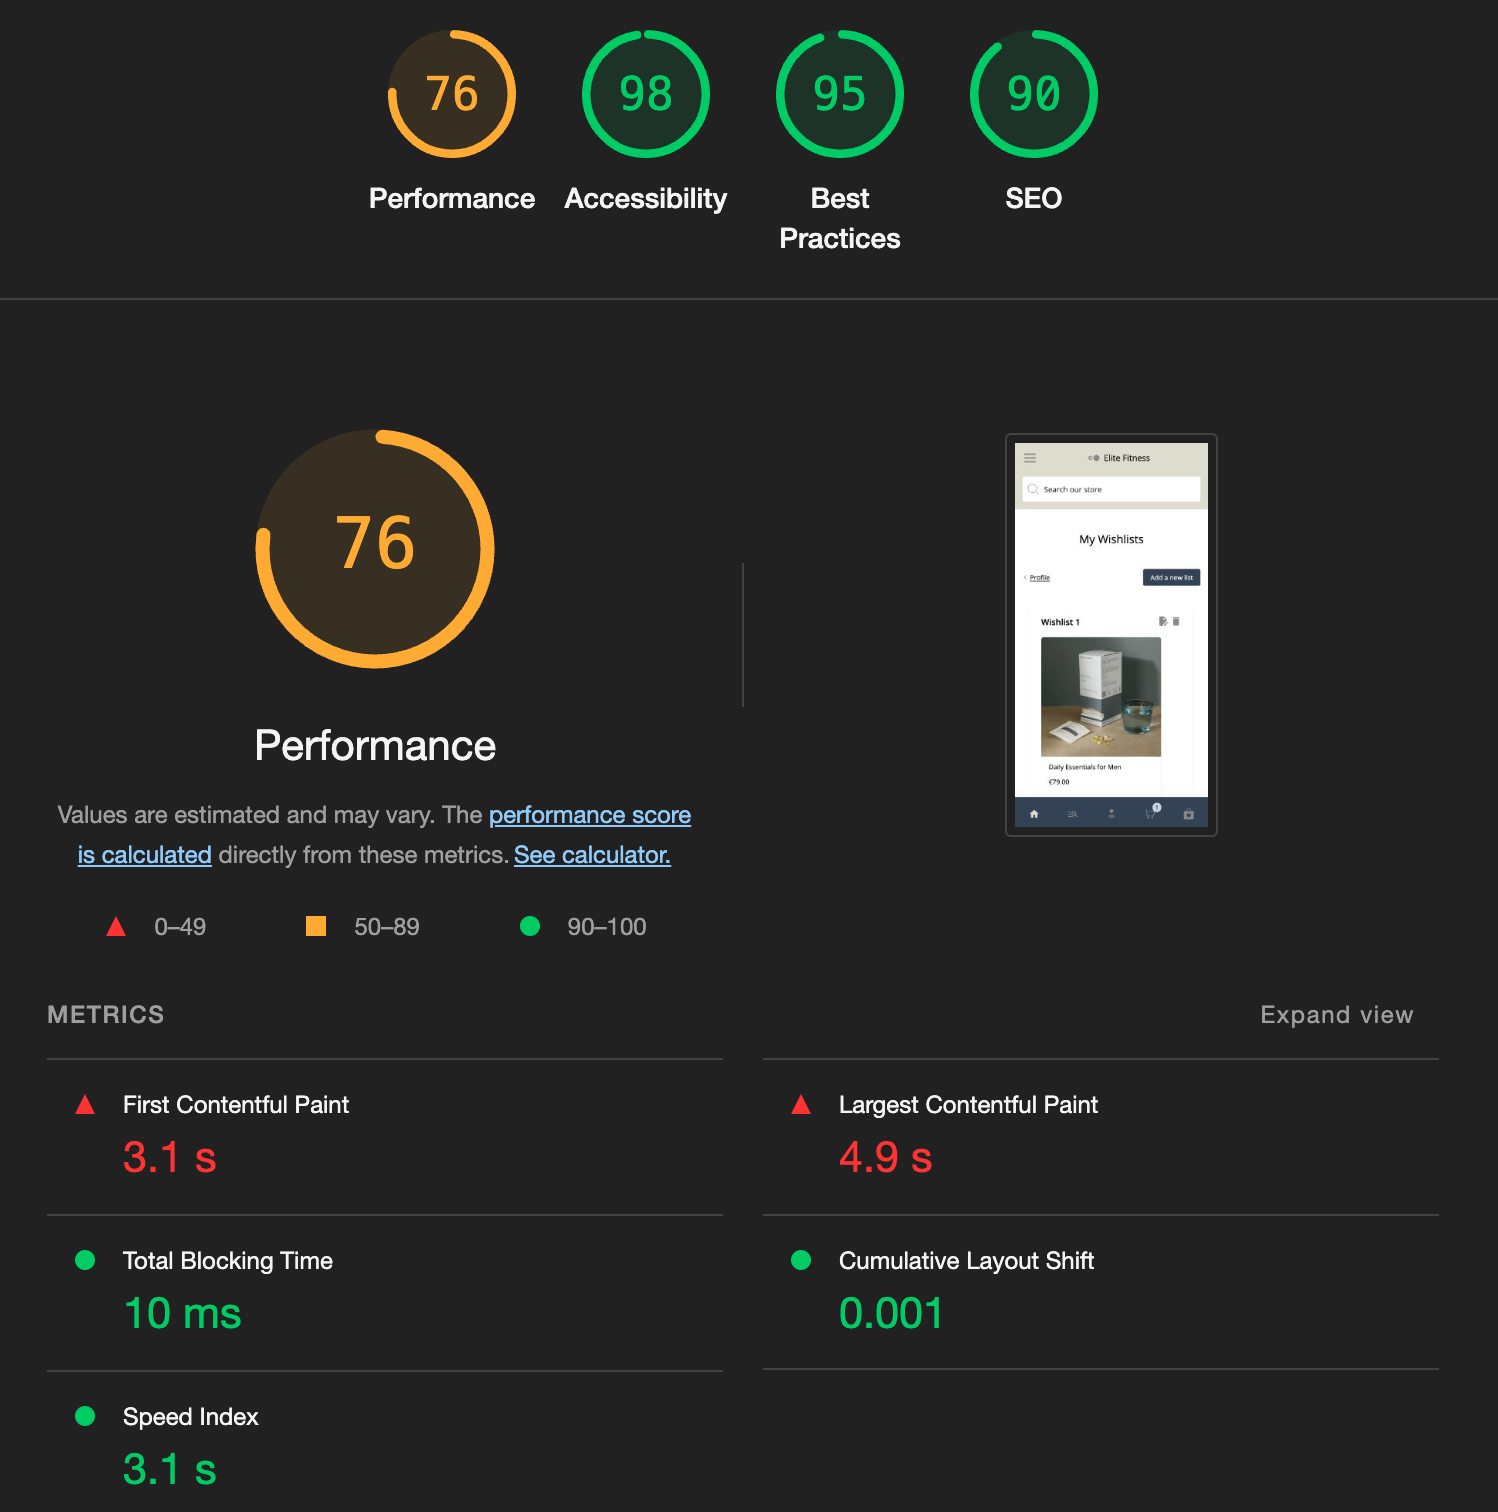 76
98
95
90
Performance
Accessibility
Best
Practices
SEO
76
Performance
Values are estimated and may vary. The performance score
is calculated directly from these metrics. See calculator.
0–49
50–89
90–100
Elite Fitness
Search our store
My Wishlists
Profile
Add a new list
Wishlist 1
Daily Essentials for Men
€79.00
1
METRICS
Expand view
First Contentful Paint
3.1 s
Largest Contentful Paint
4.9 s
Total Blocking Time
10 ms
Cumulative Layout Shift
0.001
Speed Index
3.1 s